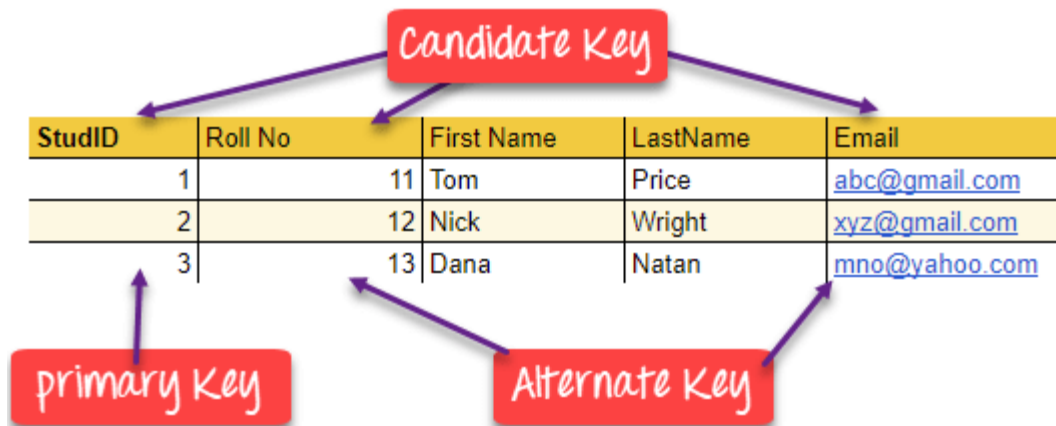 Candidate Key
StudID Roll No First Name LastName Email
1 11 Tom Price abc@gmail.com
2 12 Nick Wright xyz@gmail.com
3 13 Dana Natan mno@yahoo.com
primary Key Alternate Key